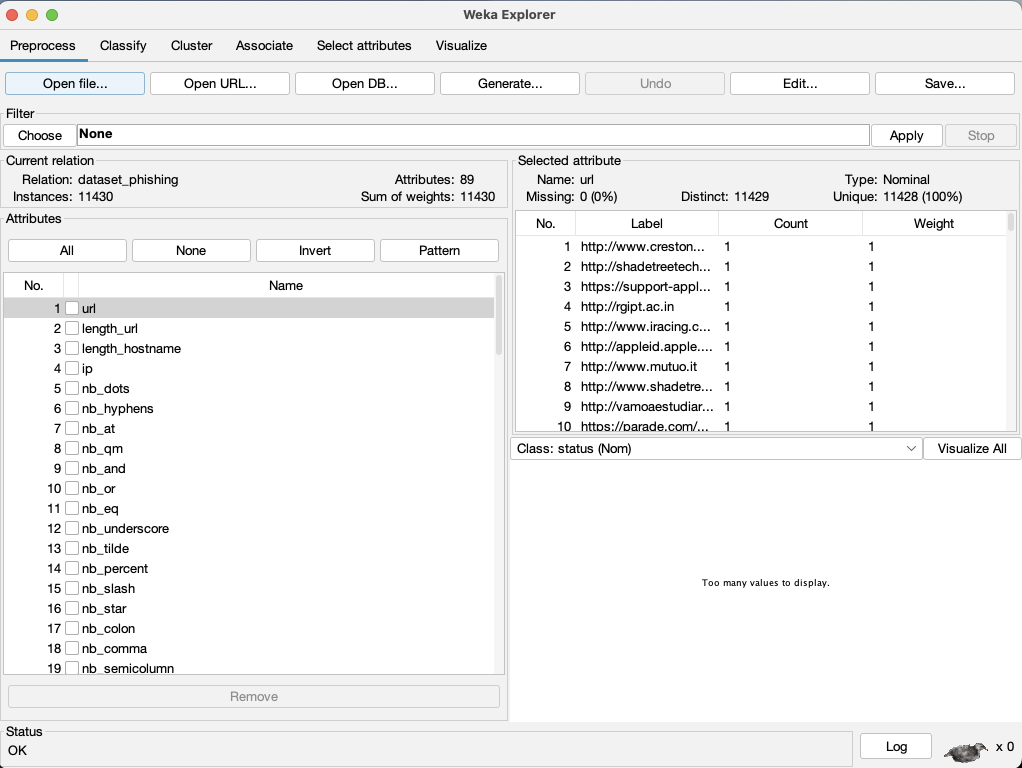 Weka Explorer
Preprocess Classify Cluster Associate Select attributes Visualize
Open file... Open URL... Open DB... Generate... Undo Edit... Save...
Filter
Choose None Apply Stop
Current relation
Relation: dataset_phishing Attributes: 89
Instances: 11430 Sum of weights: 11430
Attributes
All None Invert Pattern
No. Name
1 url
2 length_url
3 length_hostname
4 ip
5 nb_dots
6 nb_hyphens
7 nb_at
8 nb_qm
9 nb_and
10 nb_or
11 nb_eq
12 nb_underscore
13 nb_tilde
14 nb_percent
15 nb_slash
16 nb_star
17 nb_colon
18 nb_comma
19 nb_semicolumn
Remove
Selected attribute
Name: url Type: Nominal
Missing: 0 (0%) Distinct: 11429 Unique: 11428 (100%)
No. Label Count Weight
1 http://www.creston... 1 1
2 http://shadetreetech... 1 1
3 https://support-appl... 1 1
4 http://rgipt.ac.in 1 1
5 http://www.iracing.c... 1 1
6 http://appleid.apple.... 1 1
7 http://www.mutuo.it 1 1
8 http://www.shadetre... 1 1
9 http://vamoaestudiar... 1 1
10 https://parade.com/... 1 1
Class: status (Nom) Visualize All
Too many values to display.
Status
OK
Log x 0